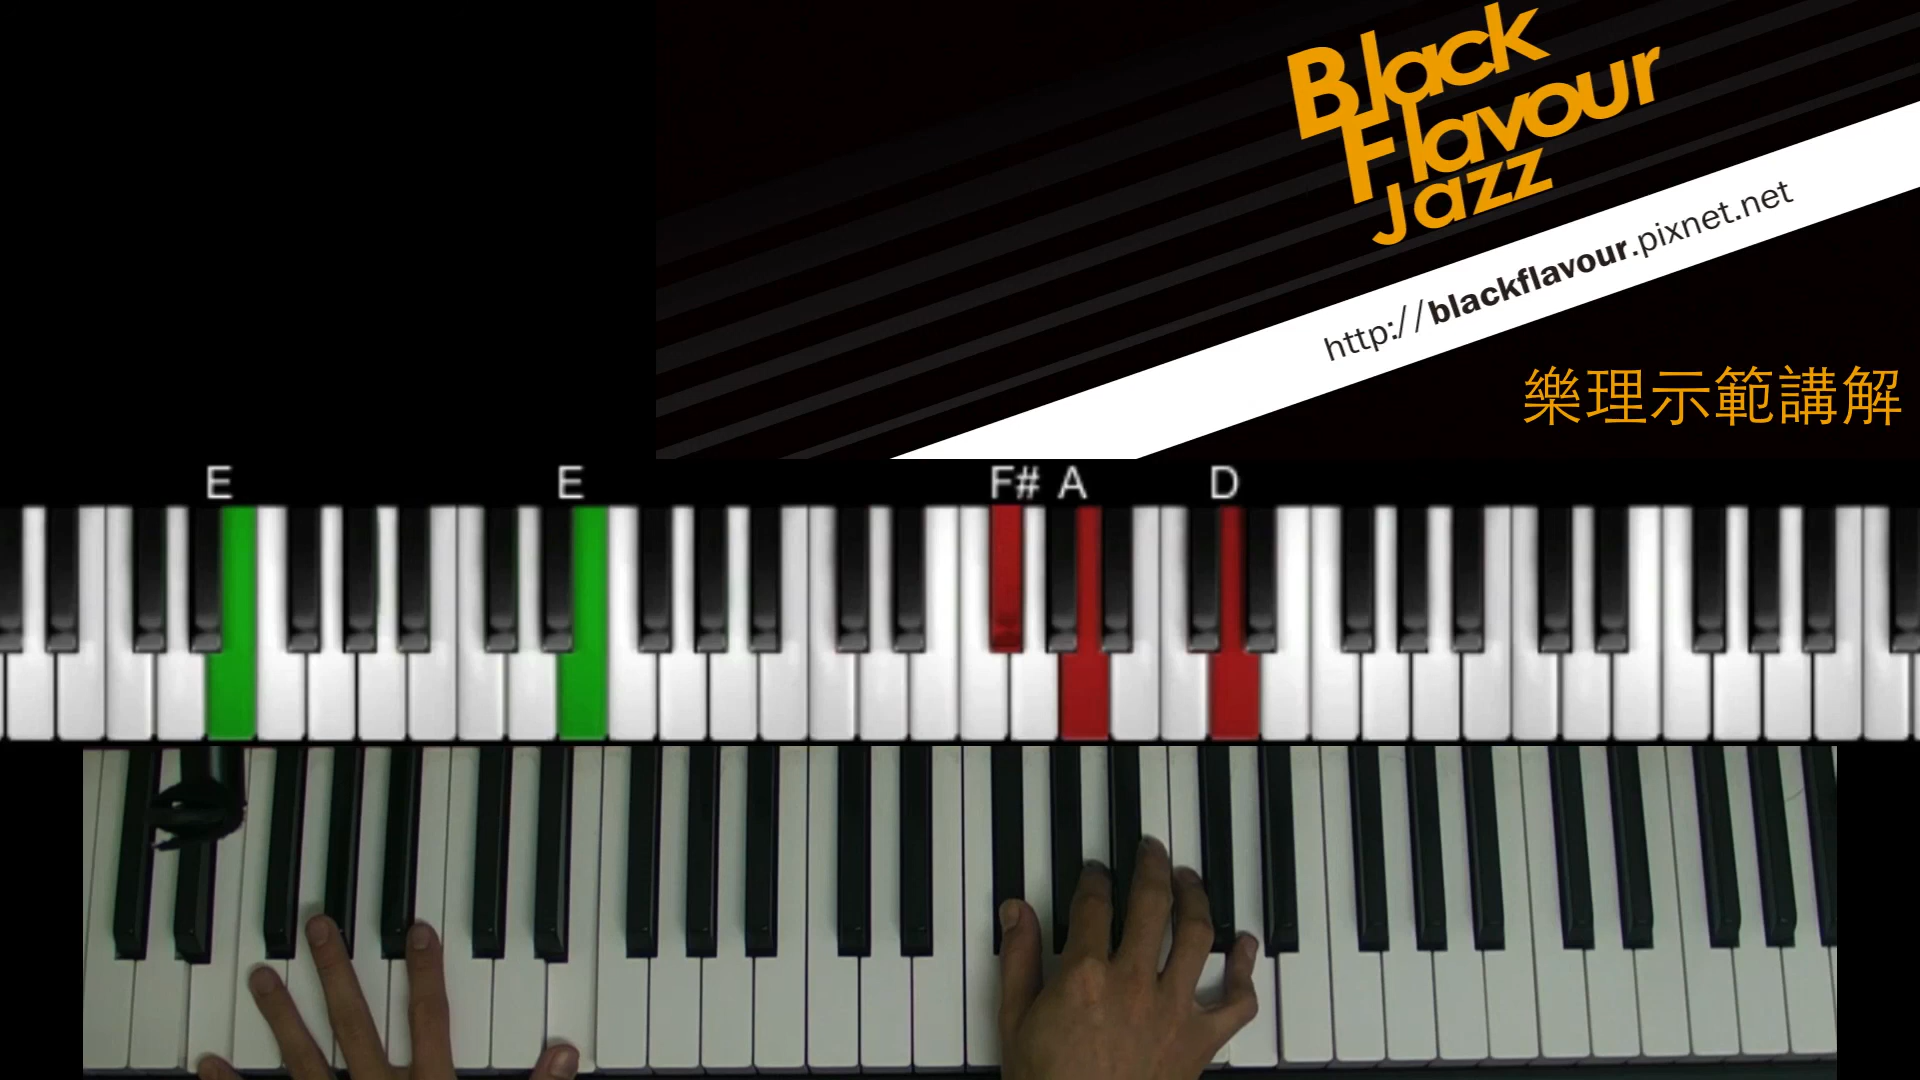 Black
Flavour
Jazz
http://blackflavour.pixnet.net
樂理示範講解
E E F# A D